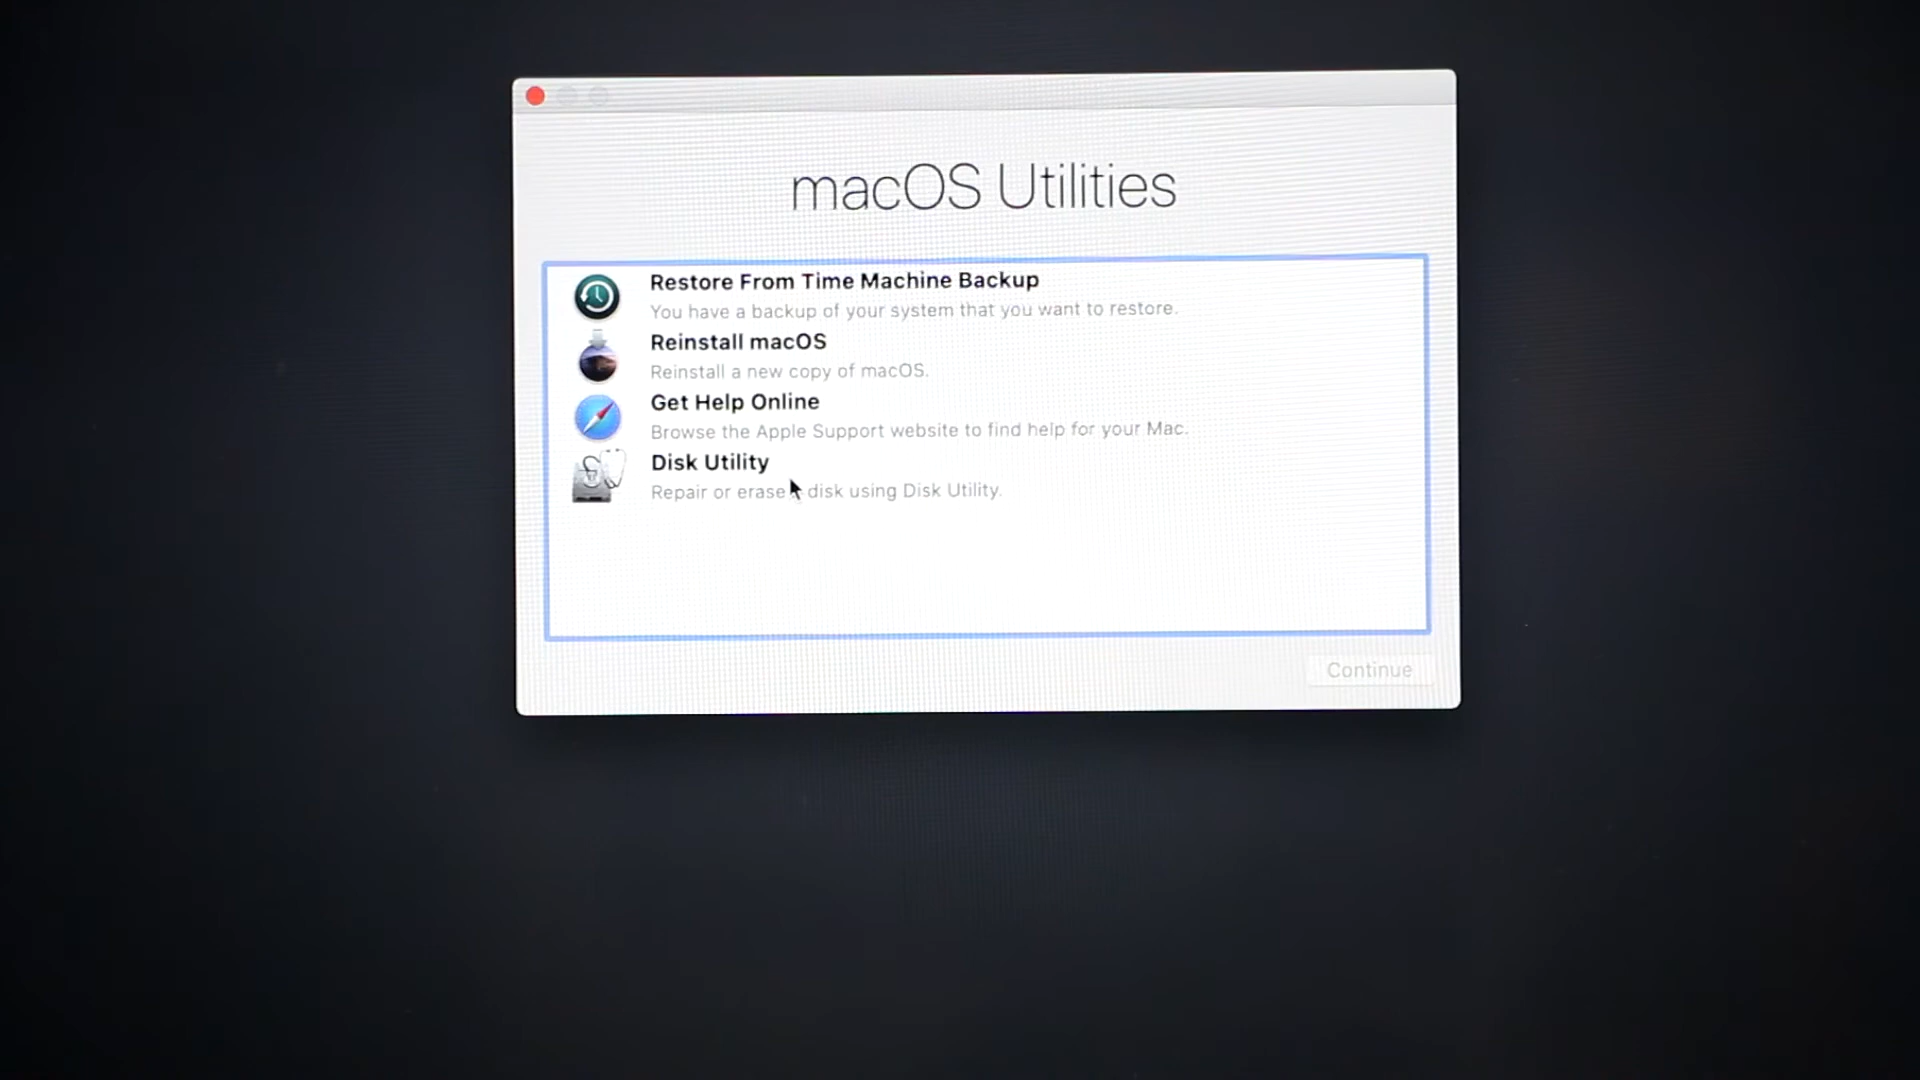 macOS Utilities
Restore From Time Machine Backup
You have a backup of your system that you want to restore.
Reinstall macOS
Reinstall a new copy of macOS.
Get Help Online
Browse the Apple Support website to find help for your Mac.
Disk Utility
Repair or erase disk using Disk Utility.
Continue